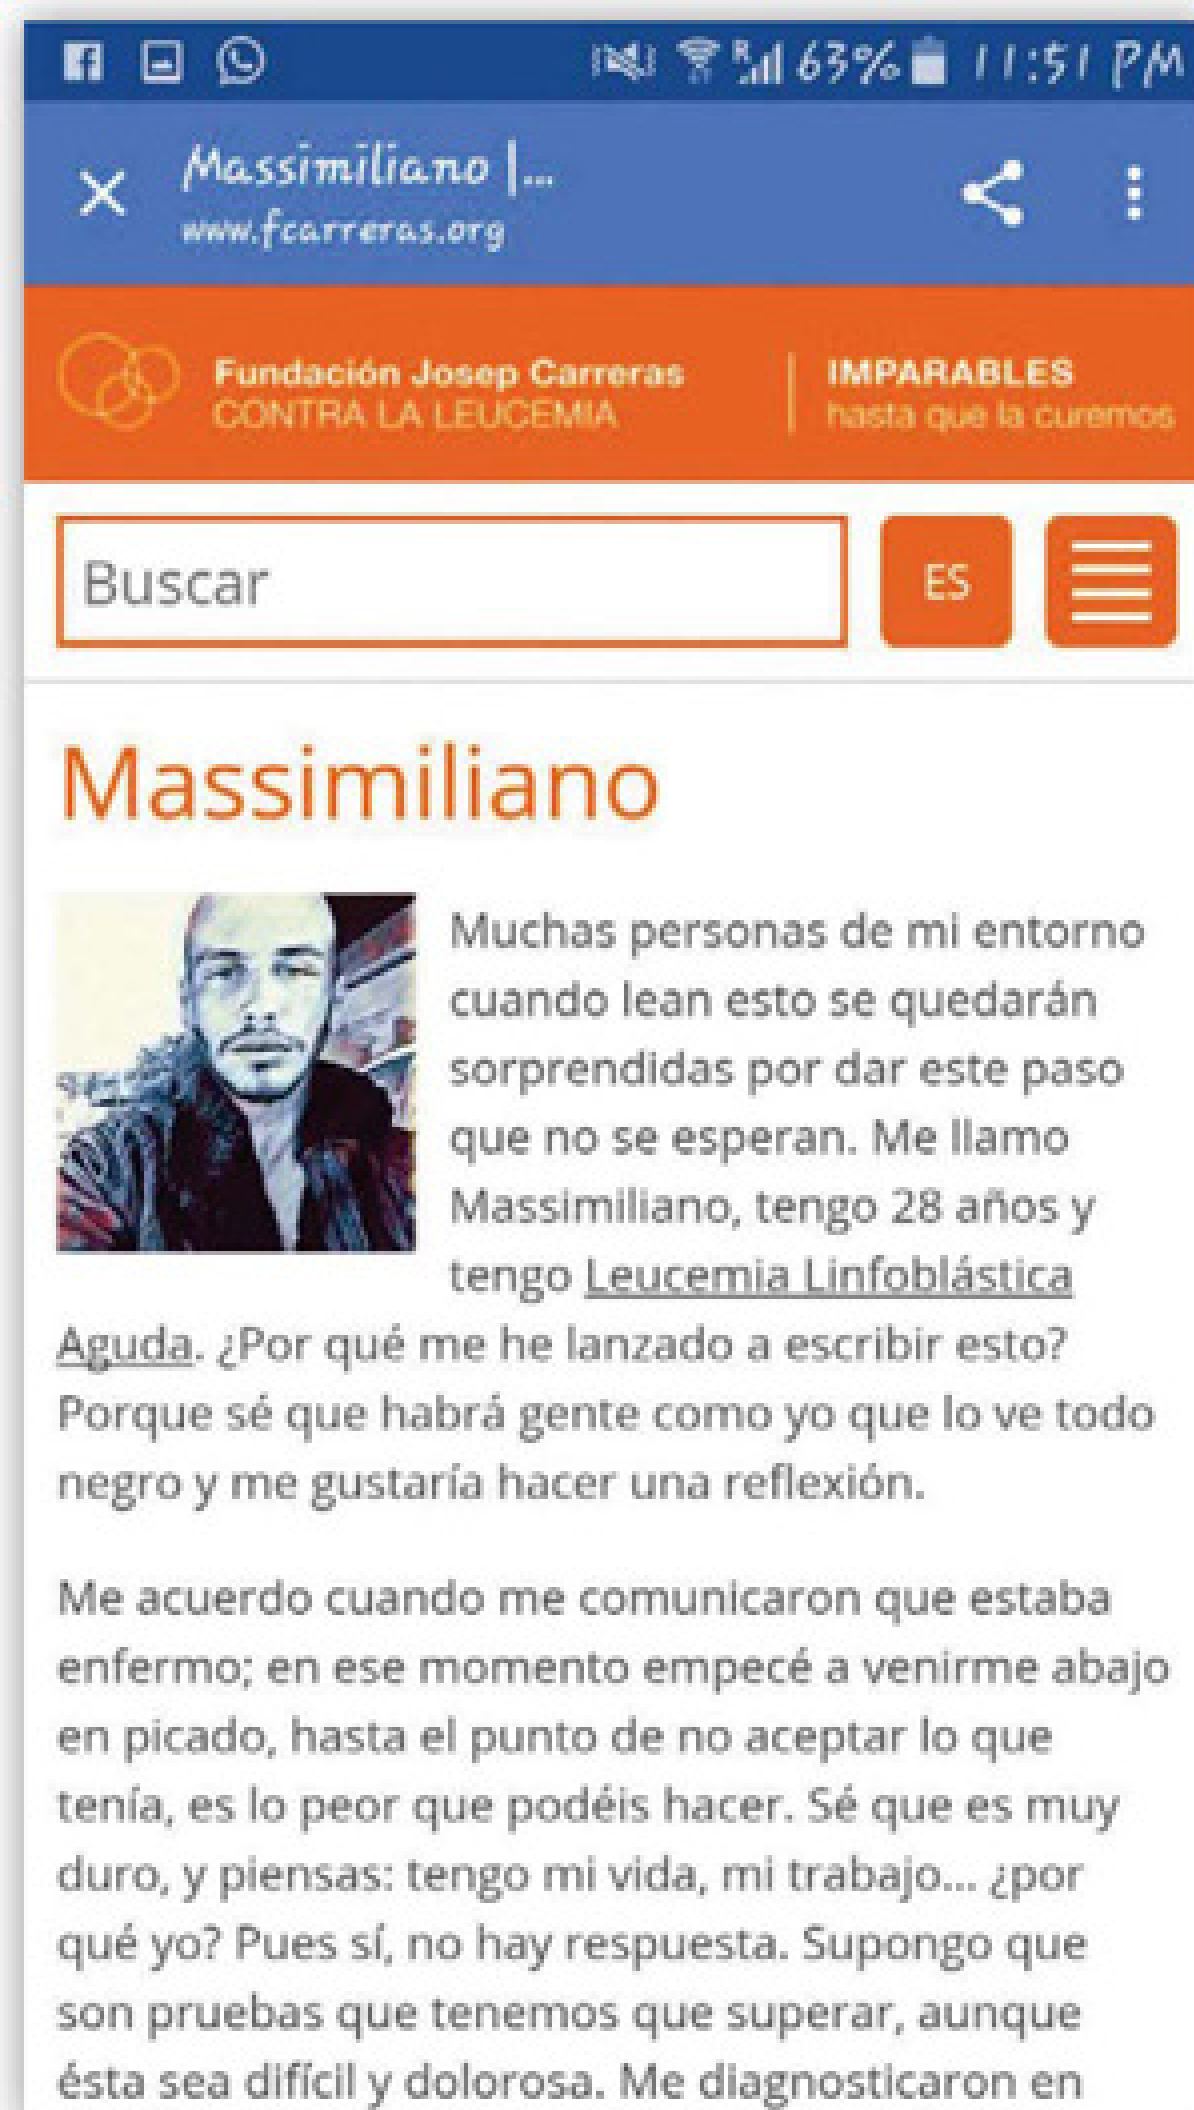 63% 11:51 PM
Massimiliano |...
www.fcarreras.org
Fundación Josep Carreras
CONTRA LA LEUCEMIA
IMPARABLES
hasta que la curemos
Buscar
ES
Massimiliano
Muchas personas de mi entorno
cuando lean esto se quedarán
sorprendidas por dar este paso
que no se esperan. Me llamo
Massimiliano, tengo 28 años y
tengo Leucemia Linfoblástica
Aguda. ¿Por qué me he lanzado a escribir esto?
Porque sé que habrá gente como yo que lo ve todo
negro y me gustaría hacer una reflexión.
Me acuerdo cuando me comunicaron que estaba
enfermo; en ese momento empecé a venirme abajo
en picado, hasta el punto de no aceptar lo que
tenía, es lo peor que podéis hacer. Sé que es muy
duro, y piensas: tengo mi vida, mi trabajo... ¿por
qué yo? Pues sí, no hay respuesta. Supongo que
son pruebas que tenemos que superar, aunque
ésta sea difícil y dolorosa. Me diagnosticaron en